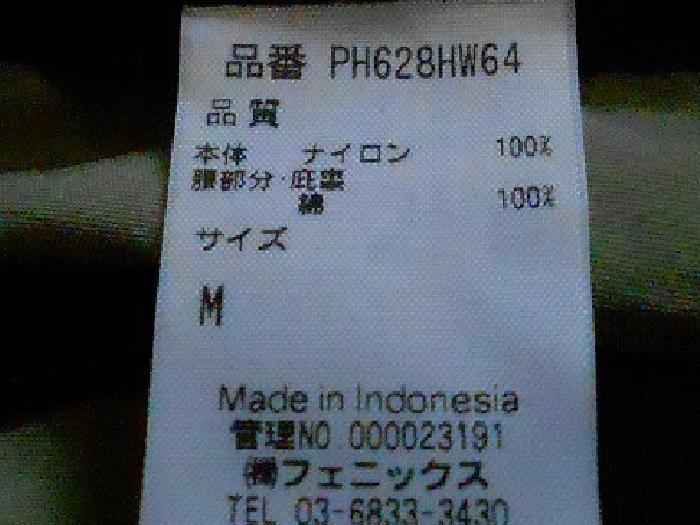 品番 PH628HW64
品質
本体 ナイロン 100%
腰部分・庇裏
綿 100%
サイズ
M
Made in Indonesia
管理NO 000023191
㈱フェニックス
TEL 03-6833-3430